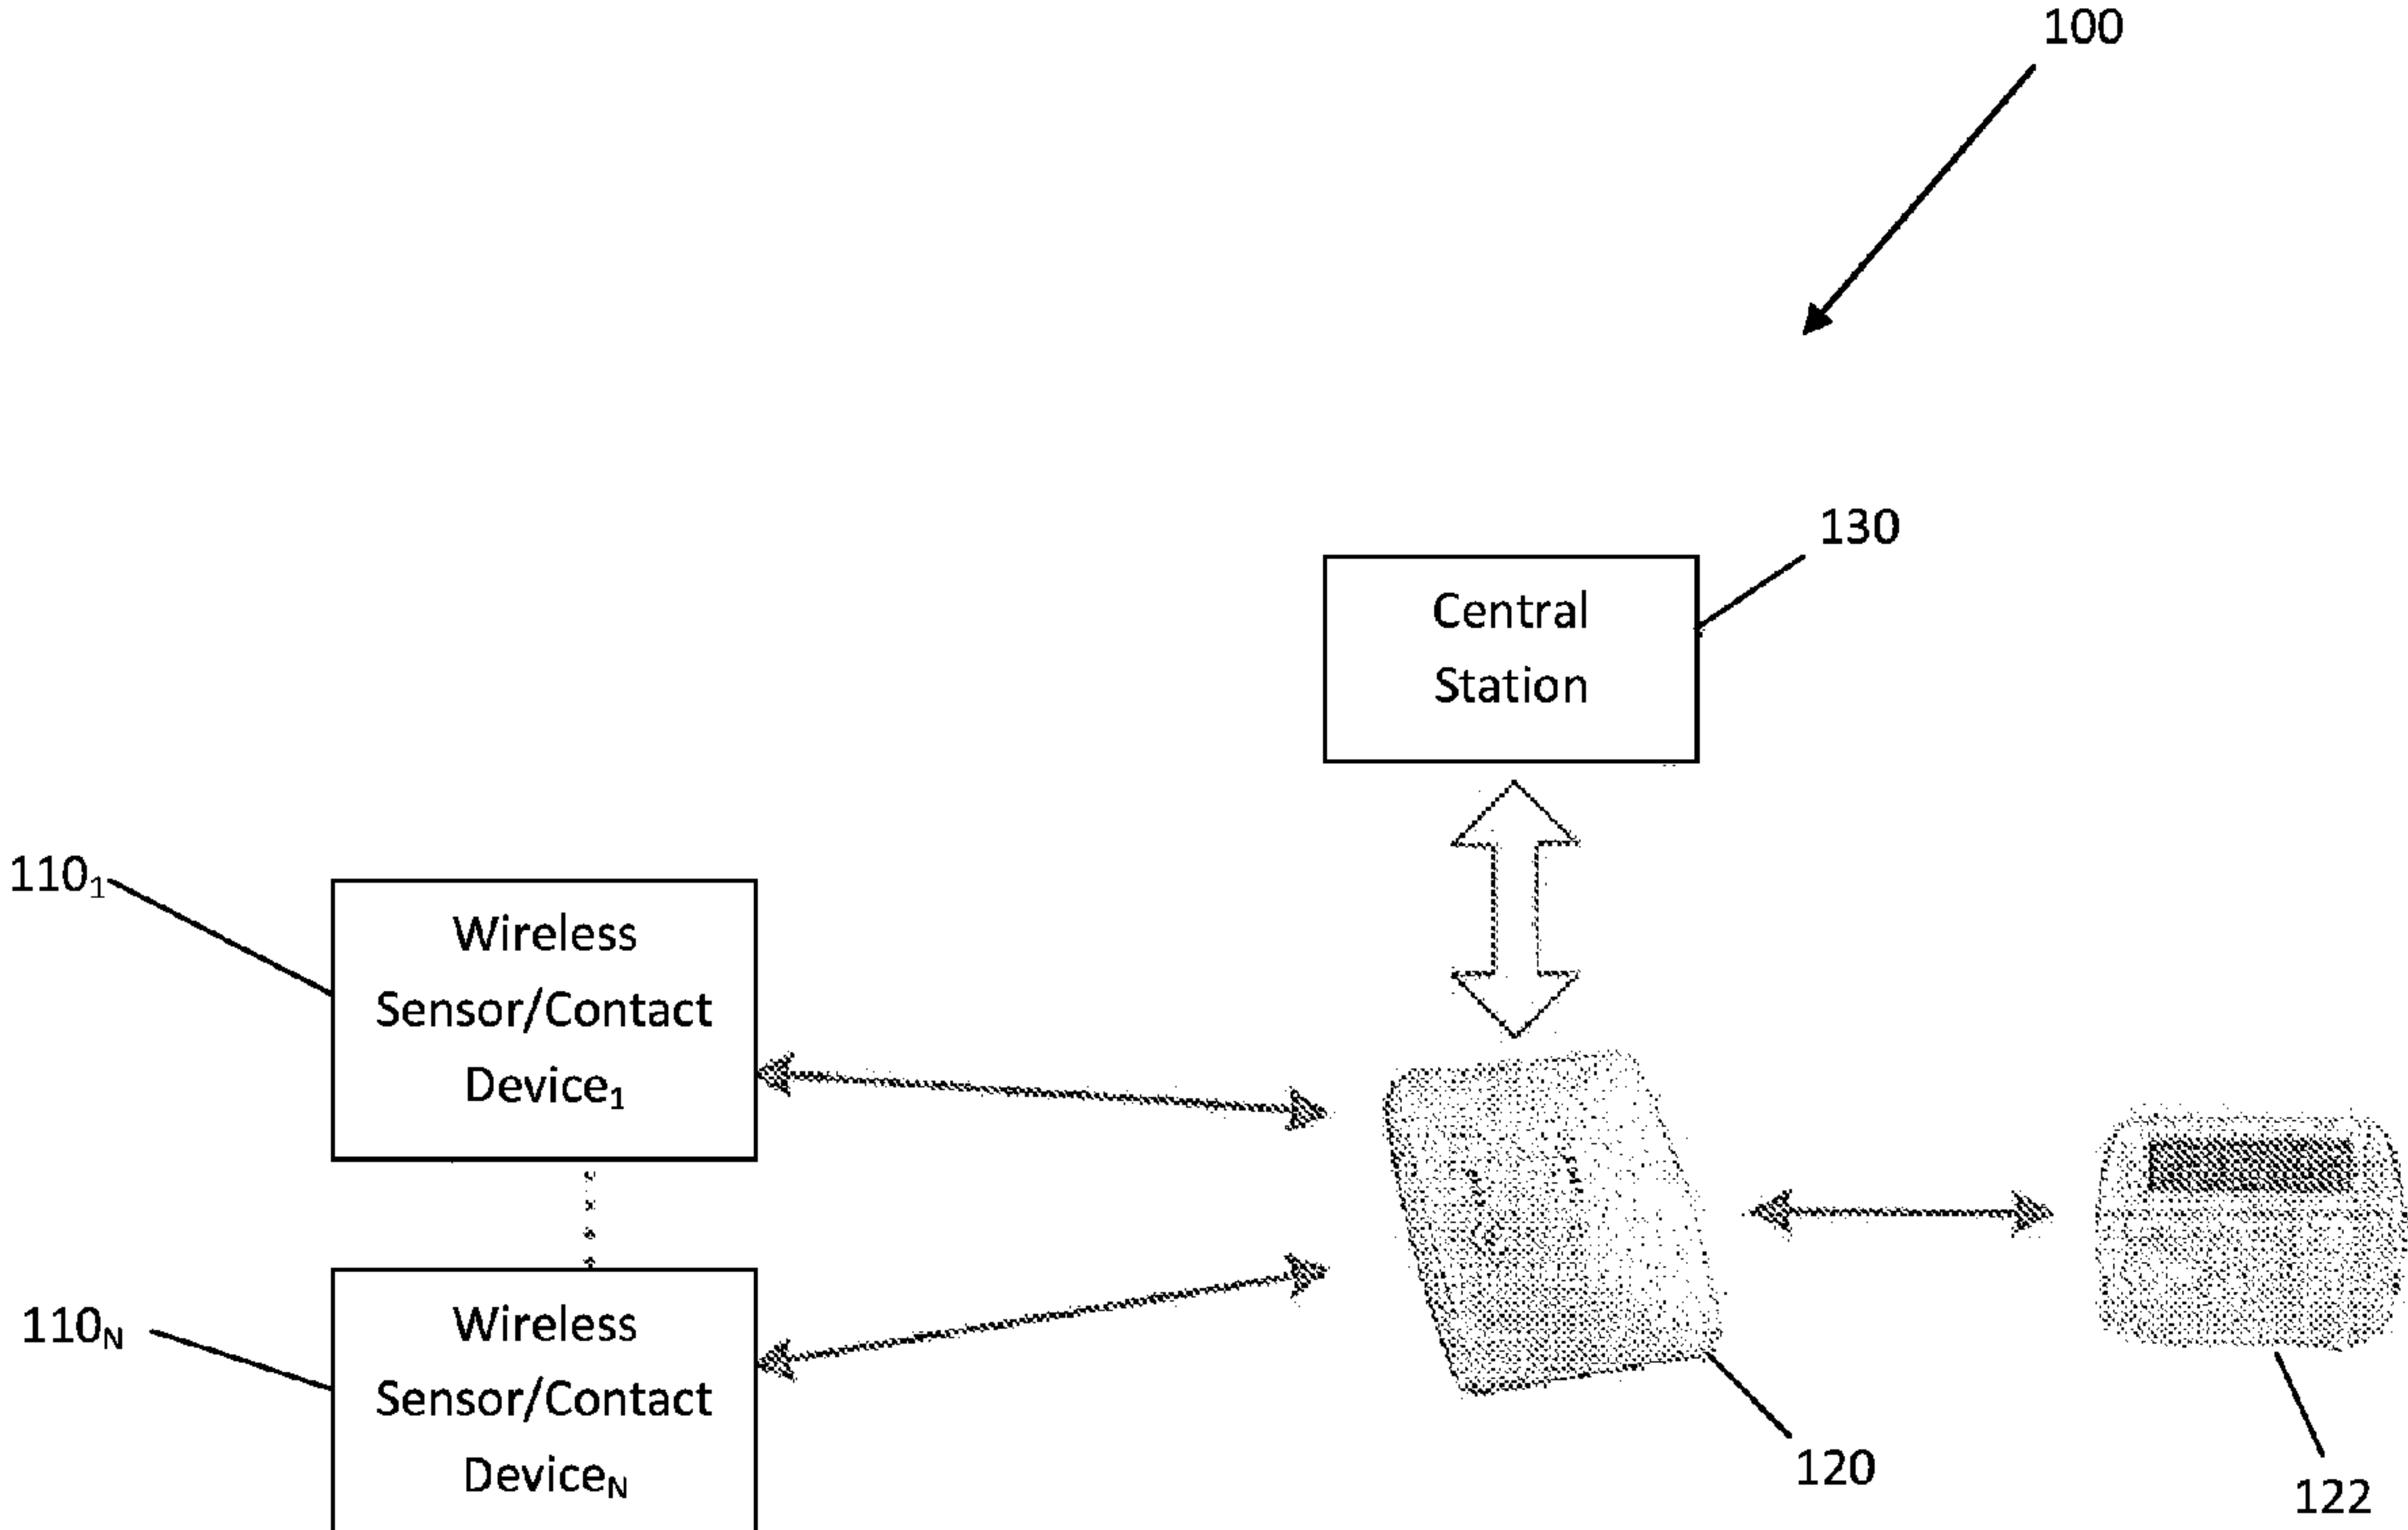 100
130
Central
Station
110₁
Wireless
Sensor/Contact
Device₁
110ₙ
Wireless
Sensor/Contact
Deviceₙ
120
122